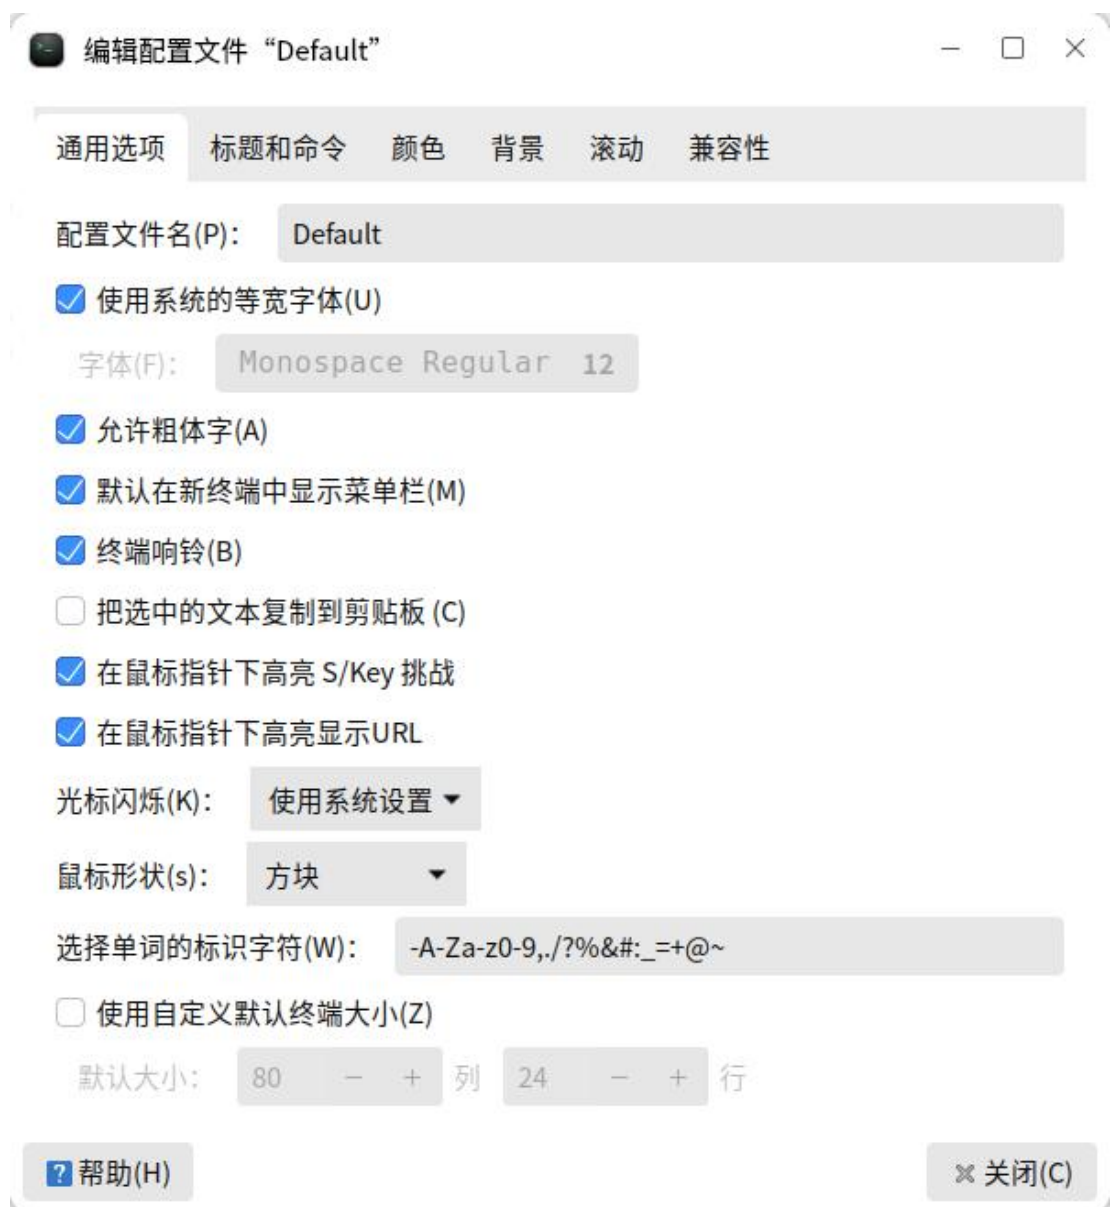 编辑配置文件“Default”
通用选项 标题和命令 颜色 背景 滚动 兼容性
配置文件名(P)： Default
使用系统的等宽字体(U)
字体(F)： Monospace Regular 12
允许粗体字(A)
默认在新终端中显示菜单栏(M)
终端响铃(B)
把选中的文本复制到剪贴板 (C)
在鼠标指针下高亮 S/Key 挑战
在鼠标指针下高亮显示URL
光标闪烁(K)： 使用系统设置
鼠标形状(s)： 方块
选择单词的标识字符(W)： -A-Za-z0-9,./?%&#:_=+@~
使用自定义默认终端大小(Z)
默认大小： 80 − + 列 24 − + 行
帮助(H) 关闭(C)